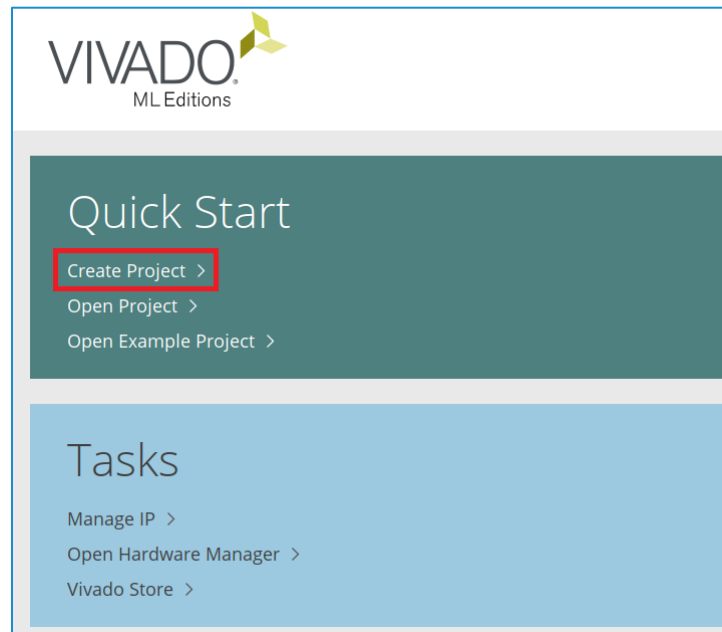 VIVADO.
ML Editions
Quick Start
Create Project >
Open Project >
Open Example Project >
Tasks
Manage IP >
Open Hardware Manager >
Vivado Store >